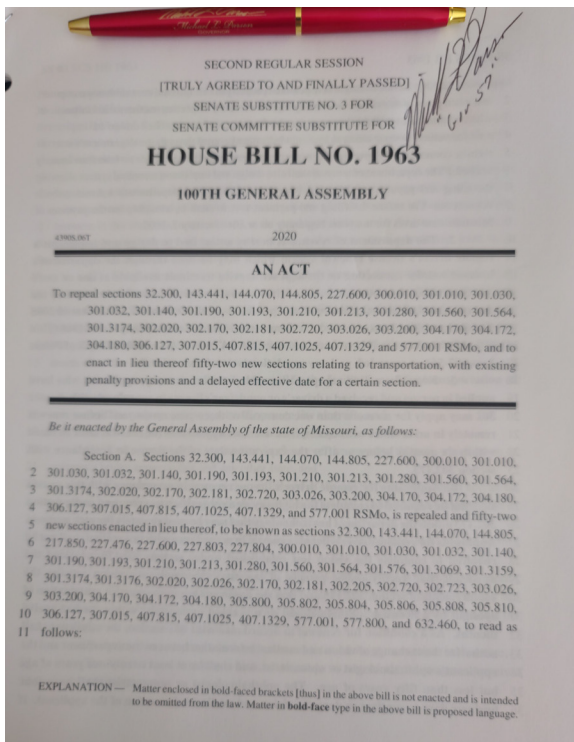 Michael L. Parson
SECOND REGULAR SESSION
[TRULY AGREED TO AND FINALLY PASSED]
SENATE SUBSTITUTE NO. 3 FOR
SENATE COMMITTEE SUBSTITUTE FOR
Gov 57
HOUSE BILL NO. 1963
100TH GENERAL ASSEMBLY
2020
AN ACT
To repeal sections 32.300, 143.441, 144.070, 144.805, 227.600, 300.010, 301.010, 301.030,
301.032, 301.140, 301.190, 301.193, 301.210, 301.213, 301.280, 301.560, 301.564,
301.3174, 302.020, 302.170, 302.181, 302.720, 303.026, 303.200, 304.170, 304.172,
304.180, 306.127, 307.015, 407.815, 407.1025, 407.1329, and 577.001 RSMo, and to
enact in lieu thereof fifty-two new sections relating to transportation, with existing
penalty provisions and a delayed effective date for a certain section.
Be it enacted by the General Assembly of the state of Missouri, as follows:
Section A. Sections 32.300, 143.441, 144.070, 144.805, 227.600, 300.010, 301.010,
2 301.030, 301.032, 301.140, 301.190, 301.193, 301.210, 301.213, 301.280, 301.560, 301.564,
3 301.3174, 302.020, 302.170, 302.181, 302.720, 303.026, 303.200, 304.170, 304.172, 304.180,
4 306.127, 307.015, 407.815, 407.1025, 407.1329, and 577.001 RSMo, is repealed and fifty-two
5 new sections enacted in lieu thereof, to be known as sections 32.300, 143.441, 144.070, 144.805,
6 217.850, 227.476, 227.600, 227.803, 227.804, 300.010, 301.010, 301.030, 301.032, 301.140,
7 301.190, 301.193, 301.210, 301.213, 301.280, 301.560, 301.564, 301.576, 301.3069, 301.3159,
8 301.3174, 301.3176, 302.020, 302.026, 302.170, 302.181, 302.205, 302.720, 302.723, 303.026,
9 303.200, 304.170, 304.172, 304.180, 305.800, 305.802, 305.804, 305.806, 305.808, 305.810,
10 306.127, 307.015, 407.815, 407.1025, 407.1329, 577.001, 577.800, and 632.460, to read as
11 follows:
EXPLANATION — Matter enclosed in bold-faced brackets [thus] in the above bill is not enacted and is intended
to be omitted from the law. Matter in bold-face type in the above bill is proposed language.